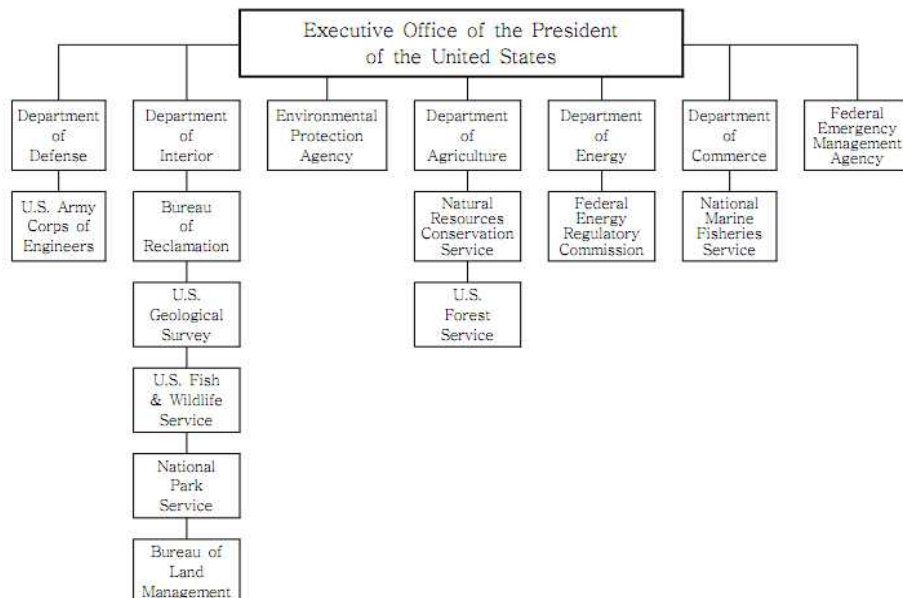 Executive Office of the President
of the United States
Department
of
Defense
Department
of
Interior
Environmental
Protection
Agency
Department
of
Agriculture
Department
of
Energy
Department
of
Commerce
Federal
Emergency
Management
Agency
U.S. Army
Corps of
Engineers
Bureau
of
Reclamation
Natural
Resources
Conservation
Service
Federal
Energy
Regulatory
Commission
National
Marine
Fisheries
Service
U.S.
Geological
Survey
U.S.
Forest
Service
U.S. Fish
& Wildlife
Service
National
Park
Service
Bureau of
Land
Management